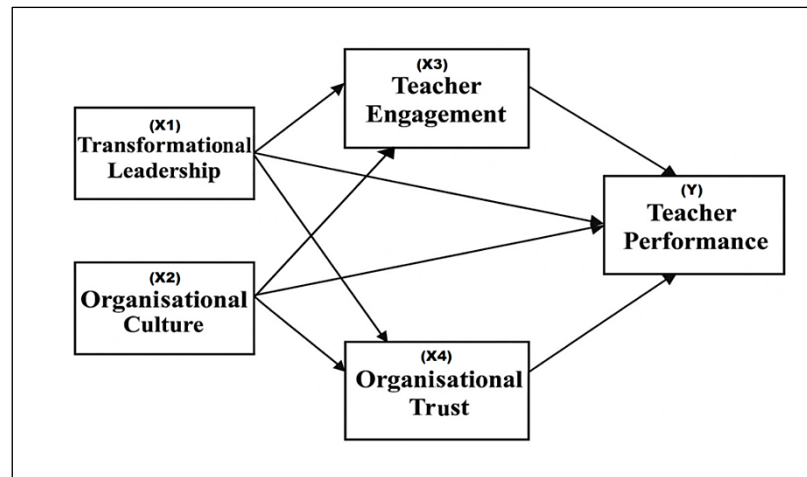 (X3)
Teacher
Engagement
(X1)
Transformational
Leadership
(Y)
Teacher
Performance
(X2)
Organisational
Culture
(X4)
Organisational
Trust